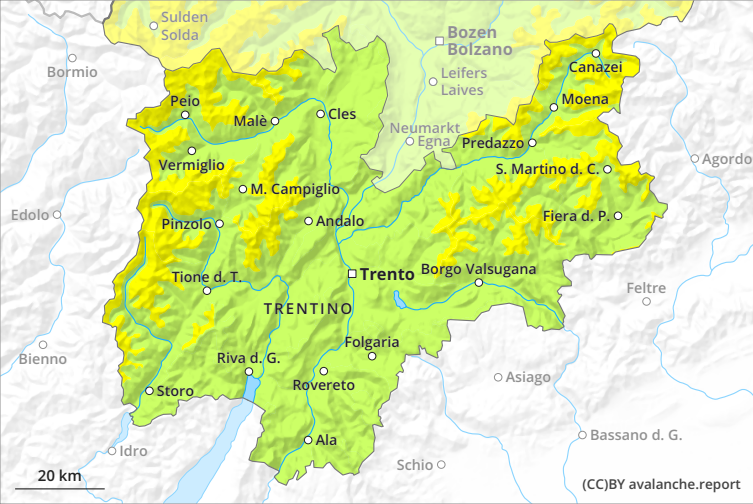 Sulden
Solda
Bozen
Bolzano
Canazei
Bormio
Leifers
Laives
Peio
Moena
Malè
Cles
Neumarkt
Egna
Predazzo
Vermiglio
Agordo
S. Martino d. C.
M. Campiglio
Edolo
Pinzolo
Andalo
Fiera d. P.
Trento
Borgo Valsugana
Tione d. T.
Feltre
TRENTINO
Folgaria
Bienno
Riva d. G.
Rovereto
Asiago
Storo
Ala
Bassano d. G.
Idro
Schio
20 km
(CC)BY avalanche.report